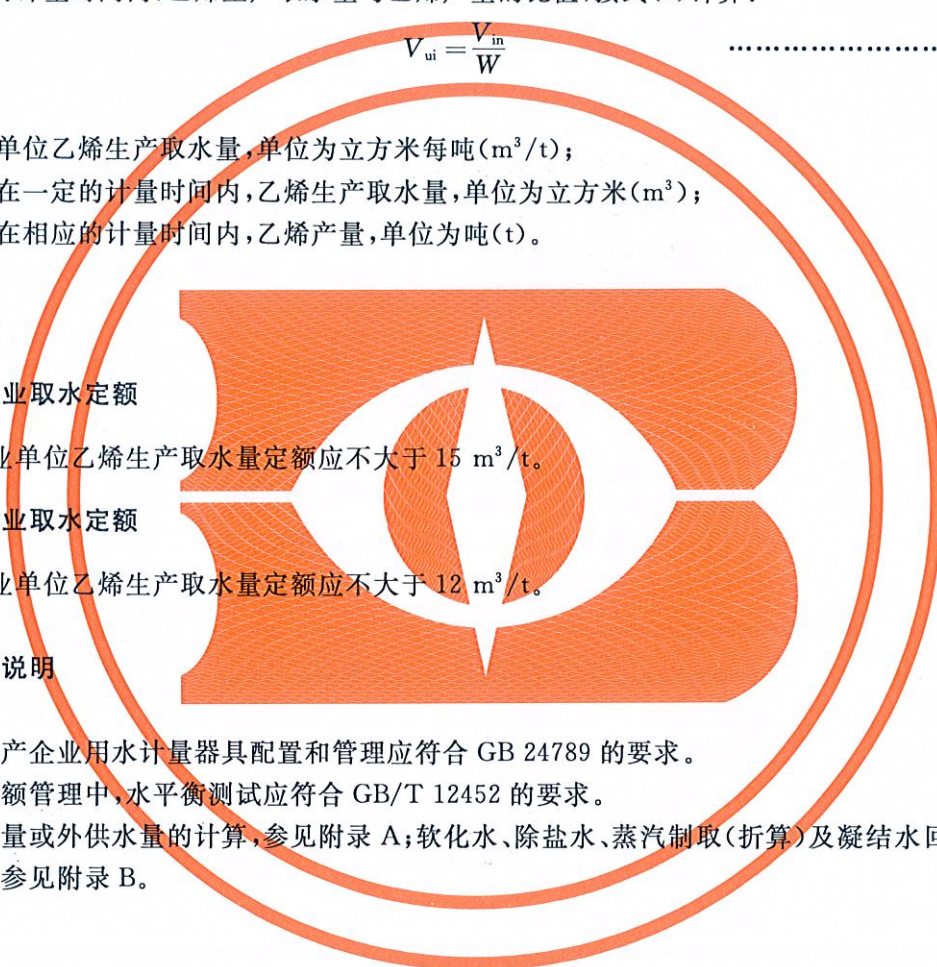 V_ui = V_in / W ……………………
单位乙烯生产取水量,单位为立方米每吨(m³/t);
在一定的计量时间内,乙烯生产取水量,单位为立方米(m³);
在相应的计量时间内,乙烯产量,单位为吨(t)。
业取水定额
业单位乙烯生产取水量定额应不大于 15 m³/t。
业取水定额
业单位乙烯生产取水量定额应不大于 12 m³/t。
说明
产企业用水计量器具配置和管理应符合 GB 24789 的要求。
额管理中,水平衡测试应符合 GB/T 12452 的要求。
量或外供水量的计算,参见附录 A;软化水、除盐水、蒸汽制取(折算)及凝结水
参见附录 B。